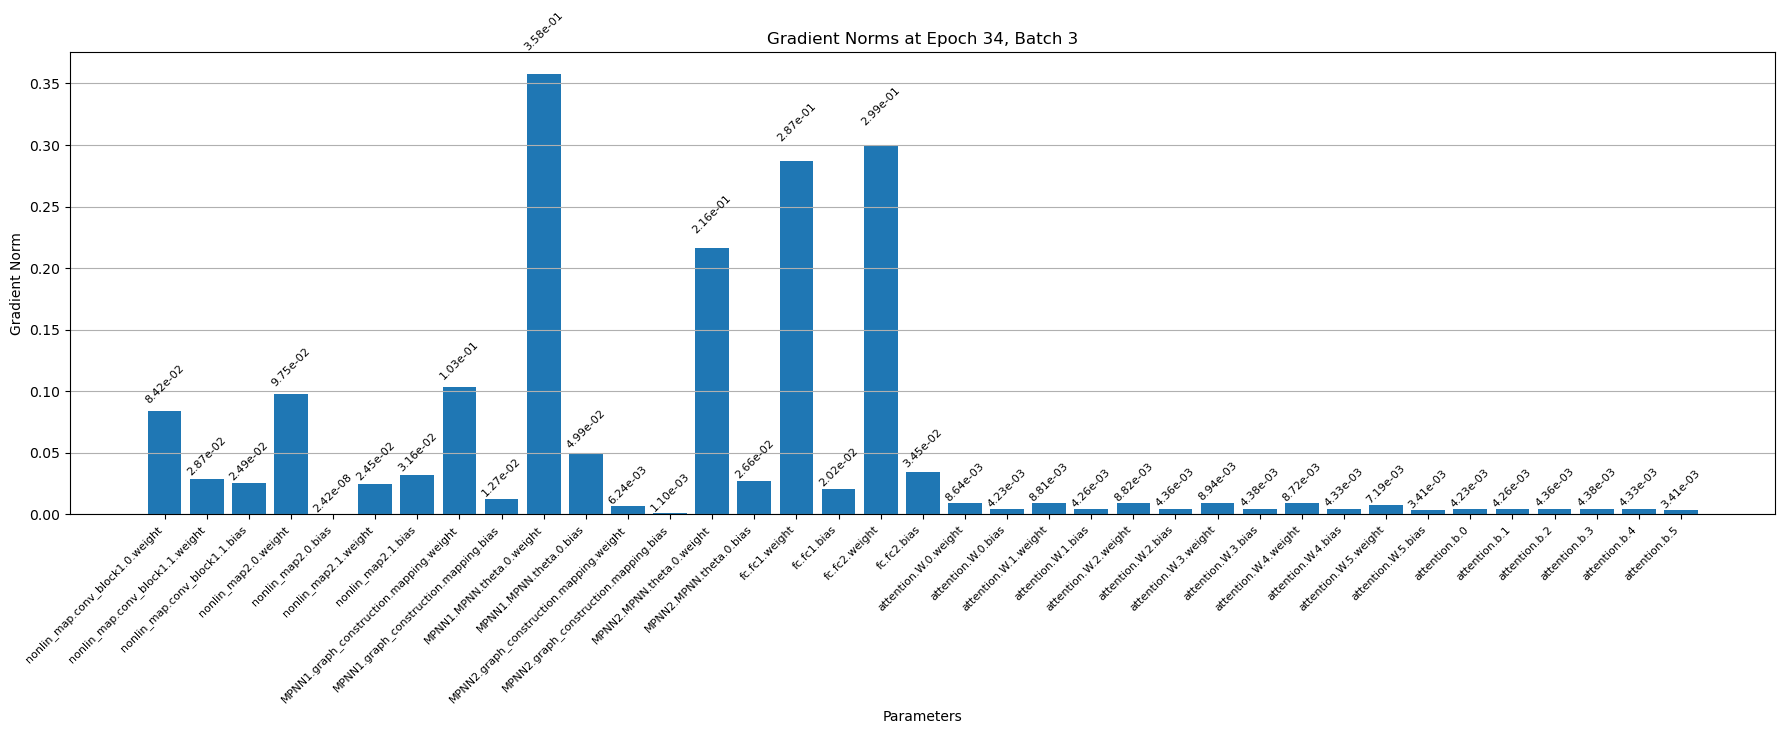 Gradient Norms at Epoch 34, Batch 3
Gradient Norm
0.35
0.30
0.25
0.20
0.15
0.10
0.05
0.00
8.42e-02
2.87e-02
2.49e-02
9.75e-02
2.42e-08
2.45e-02
3.16e-02
1.03e-01
1.27e-02
3.58e-01
4.99e-02
6.24e-03
1.10e-03
2.16e-01
2.66e-02
2.87e-01
2.02e-02
2.99e-01
3.45e-02
8.64e-03
4.23e-03
8.81e-03
4.26e-03
8.82e-03
4.36e-03
8.94e-03
4.38e-03
8.72e-03
4.33e-03
7.19e-03
3.41e-03
4.23e-03
4.26e-03
4.36e-03
4.38e-03
4.33e-03
3.41e-03
nonlin_map.conv_block1.0.weight
nonlin_map.conv_block1.1.weight
nonlin_map.conv_block1.1.bias
nonlin_map2.0.weight
nonlin_map2.0.bias
nonlin_map2.1.weight
nonlin_map2.1.bias
MPNN1.graph_construction.mapping.weight
MPNN1.graph_construction.mapping.bias
MPNN1.MPNN.theta.0.weight
MPNN1.MPNN.theta.0.bias
MPNN2.graph_construction.mapping.weight
MPNN2.graph_construction.mapping.bias
MPNN2.MPNN.theta.0.weight
MPNN2.MPNN.theta.0.bias
fc.fc1.weight
fc.fc1.bias
fc.fc2.weight
fc.fc2.bias
attention.W.0.weight
attention.W.0.bias
attention.W.1.weight
attention.W.1.bias
attention.W.2.weight
attention.W.2.bias
attention.W.3.weight
attention.W.3.bias
attention.W.4.weight
attention.W.4.bias
attention.W.5.weight
attention.W.5.bias
attention.b.0
attention.b.1
attention.b.2
attention.b.3
attention.b.4
attention.b.5
Parameters